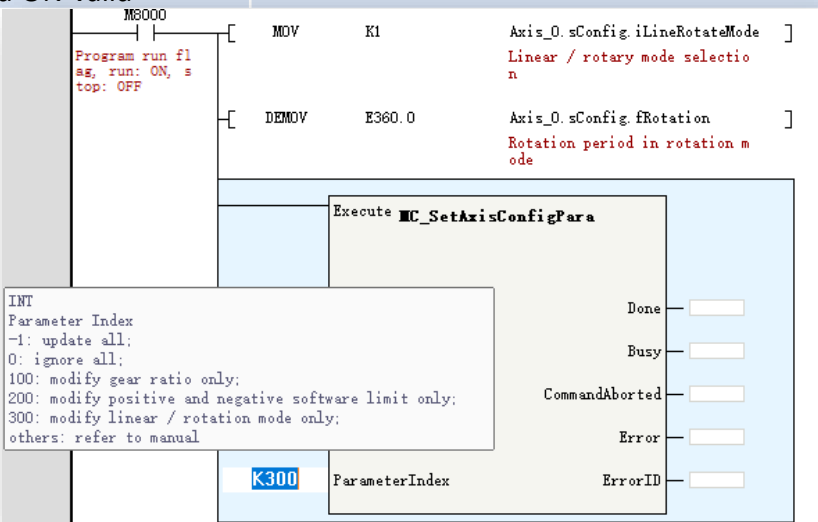 M8000
MOV K1 Axis_0.sConfig.iLineRotateMode
Program run fl
ag, run: ON, s
top: OFF
Linear / rotary mode selectio
n
DEMOV E360.0 Axis_0.sConfig.fRotation
Rotation period in rotation m
ode
Execute MC_SetAxisConfigPara
INT
Parameter Index
-1: update all;
0: ignore all;
100: modify gear ratio only;
200: modify positive and negative software limit only;
300: modify linear / rotation mode only;
others: refer to manual
Done
Busy
CommandAborted
Error
K300 ParameterIndex ErrorID